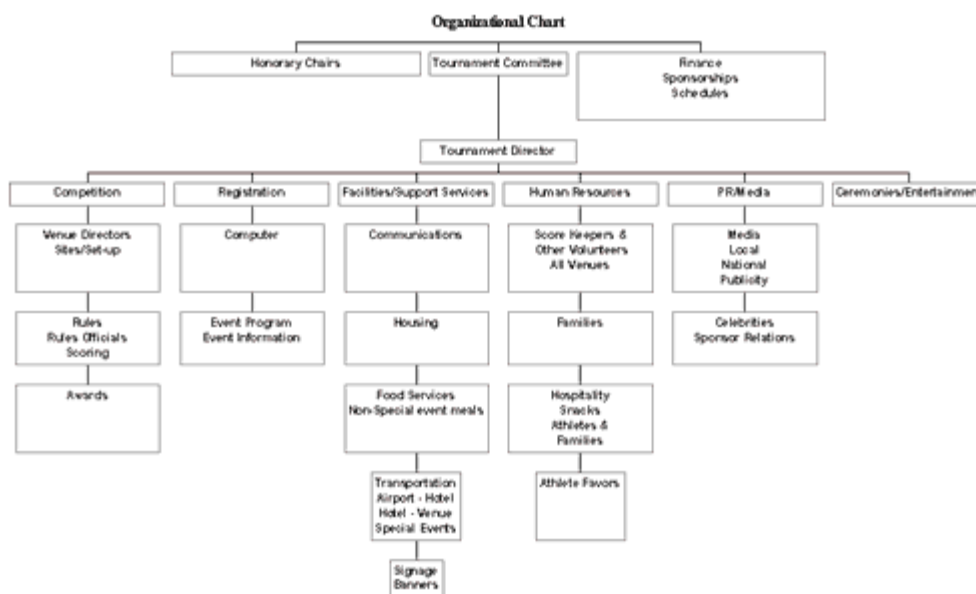 Organizational Chart
Honorary Chairs
Tournament Committee
Finance
Sponsorships
Schedules
Tournament Director
Competition
Registration
Facilities/Support Services
Human Resources
PR/Media
Ceremonies/Entertainment
Venue Directors
Sites/Set-up
Computer
Communications
Score Keepers &
Other Volunteers
All Venues
Media
Local
National
Publicity
Rules
Rules Officials
Scoring
Event Program
Event Information
Housing
Families
Celebrities
Sponsor Relations
Awards
Food Services
Non-Special event meals
Hospitality
Snacks
Athletes &
Families
Transportation
Airport - Hotel
Hotel - Venue
Special Events
Athlete Favors
Signage
Banners